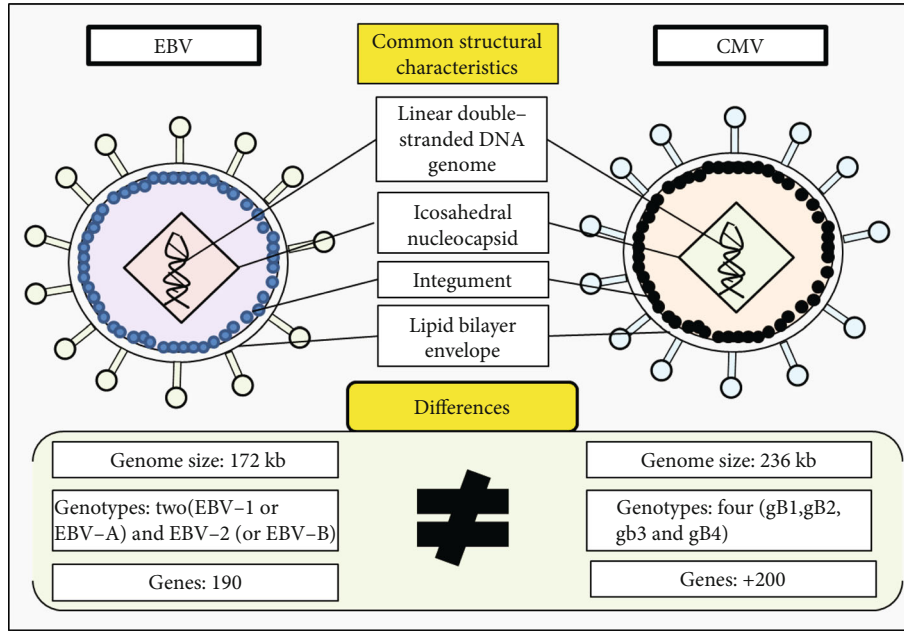 EBV
Common structural
characteristics
CMV
Linear double–
stranded DNA
genome
Icosahedral
nucleocapsid
Integument
Lipid bilayer
envelope
Differences
Genome size: 172 kb
Genotypes: two(EBV–1 or
EBV–A) and EBV–2 (or EBV–B)
Genes: 190
≠
Genome size: 236 kb
Genotypes: four (gB1,gB2,
gb3 and gB4)
Genes: +200